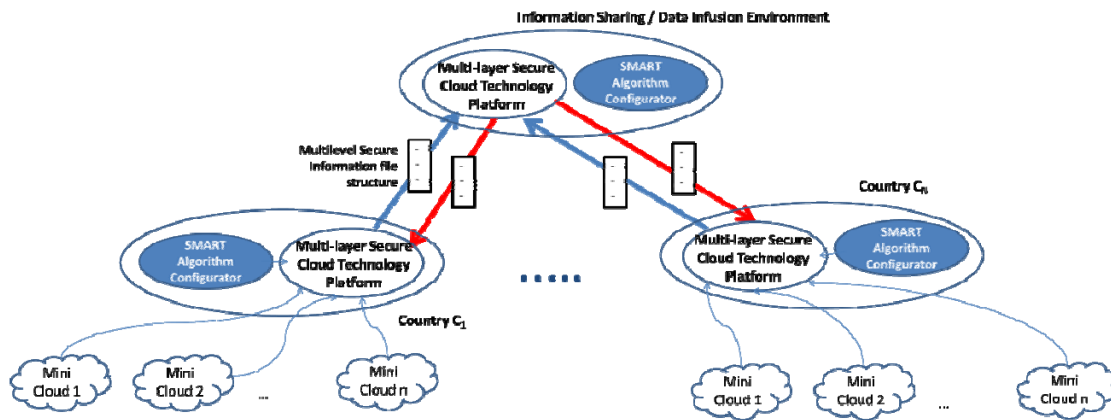 Information Sharing / Data Infusion Environment
Multi-layer Secure
Cloud Technology
Platform
SMART
Algorithm
Configurator
Multilevel Secure
Information file
structure
Country Cn
SMART
Algorithm
Configurator
Multi-layer Secure
Cloud Technology
Platform
Multi-layer Secure
Cloud Technology
Platform
SMART
Algorithm
Configurator
Country C1
Mini
Cloud 1
Mini
Cloud 2
...
Mini
Cloud n
Mini
Cloud 1
Mini
Cloud 2
...
Mini
Cloud n